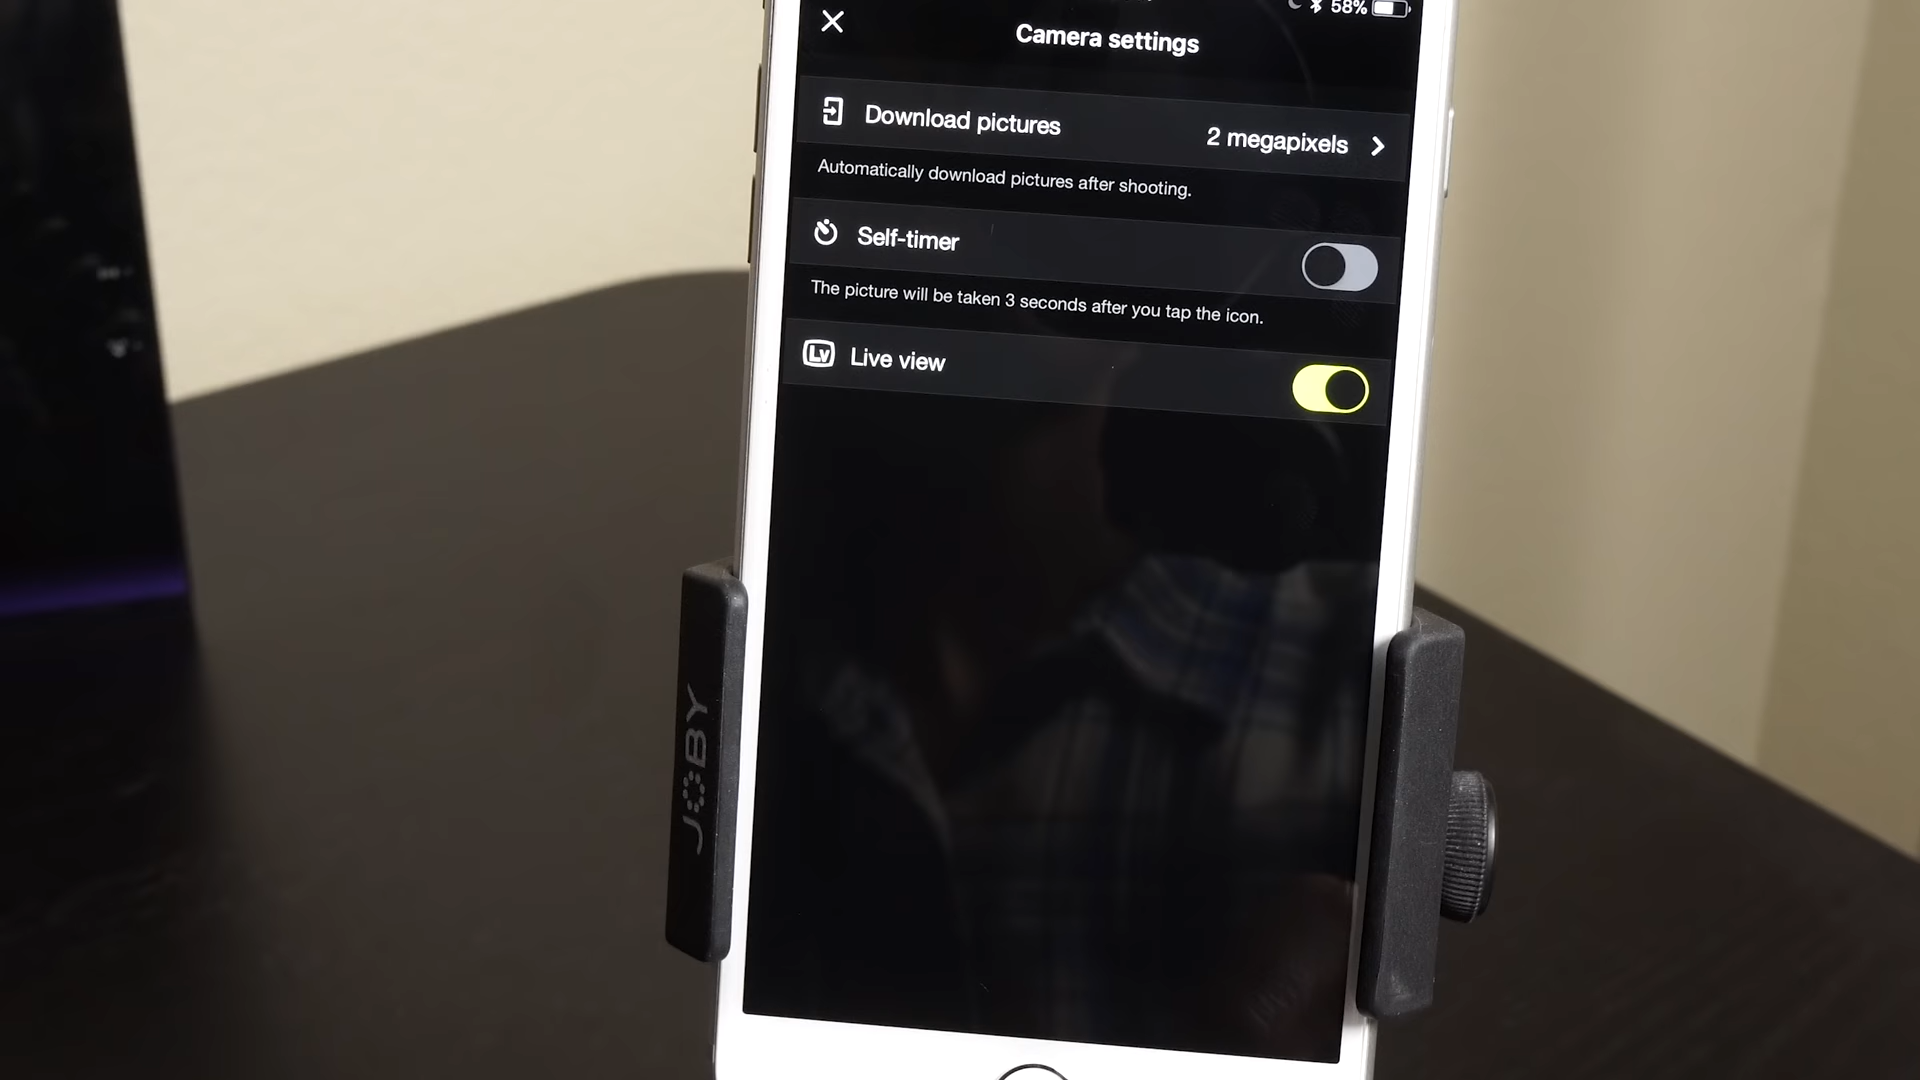 58%
Camera settings
Download pictures 2 megapixels
Automatically download pictures after shooting.
Self-timer
The picture will be taken 3 seconds after you tap the icon.
Lv Live view
JOBY